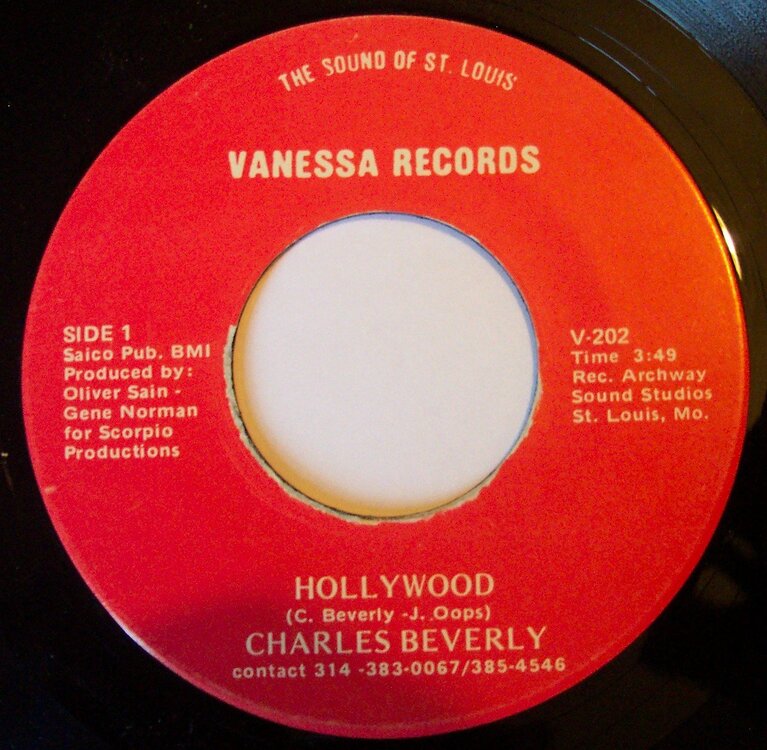 THE SOUND OF ST. LOUIS
VANESSA RECORDS
SIDE 1
Saico Pub. BMI
Produced by:
Oliver Sain -
Gene Norman
for Scorpio
Productions
V-202
Time 3:49
Rec. Archway
Sound Studios
St. Louis, Mo.
HOLLYWOOD
(C. Beverly -J. Oops)
CHARLES BEVERLY
contact 314 -383-0067/385-4546